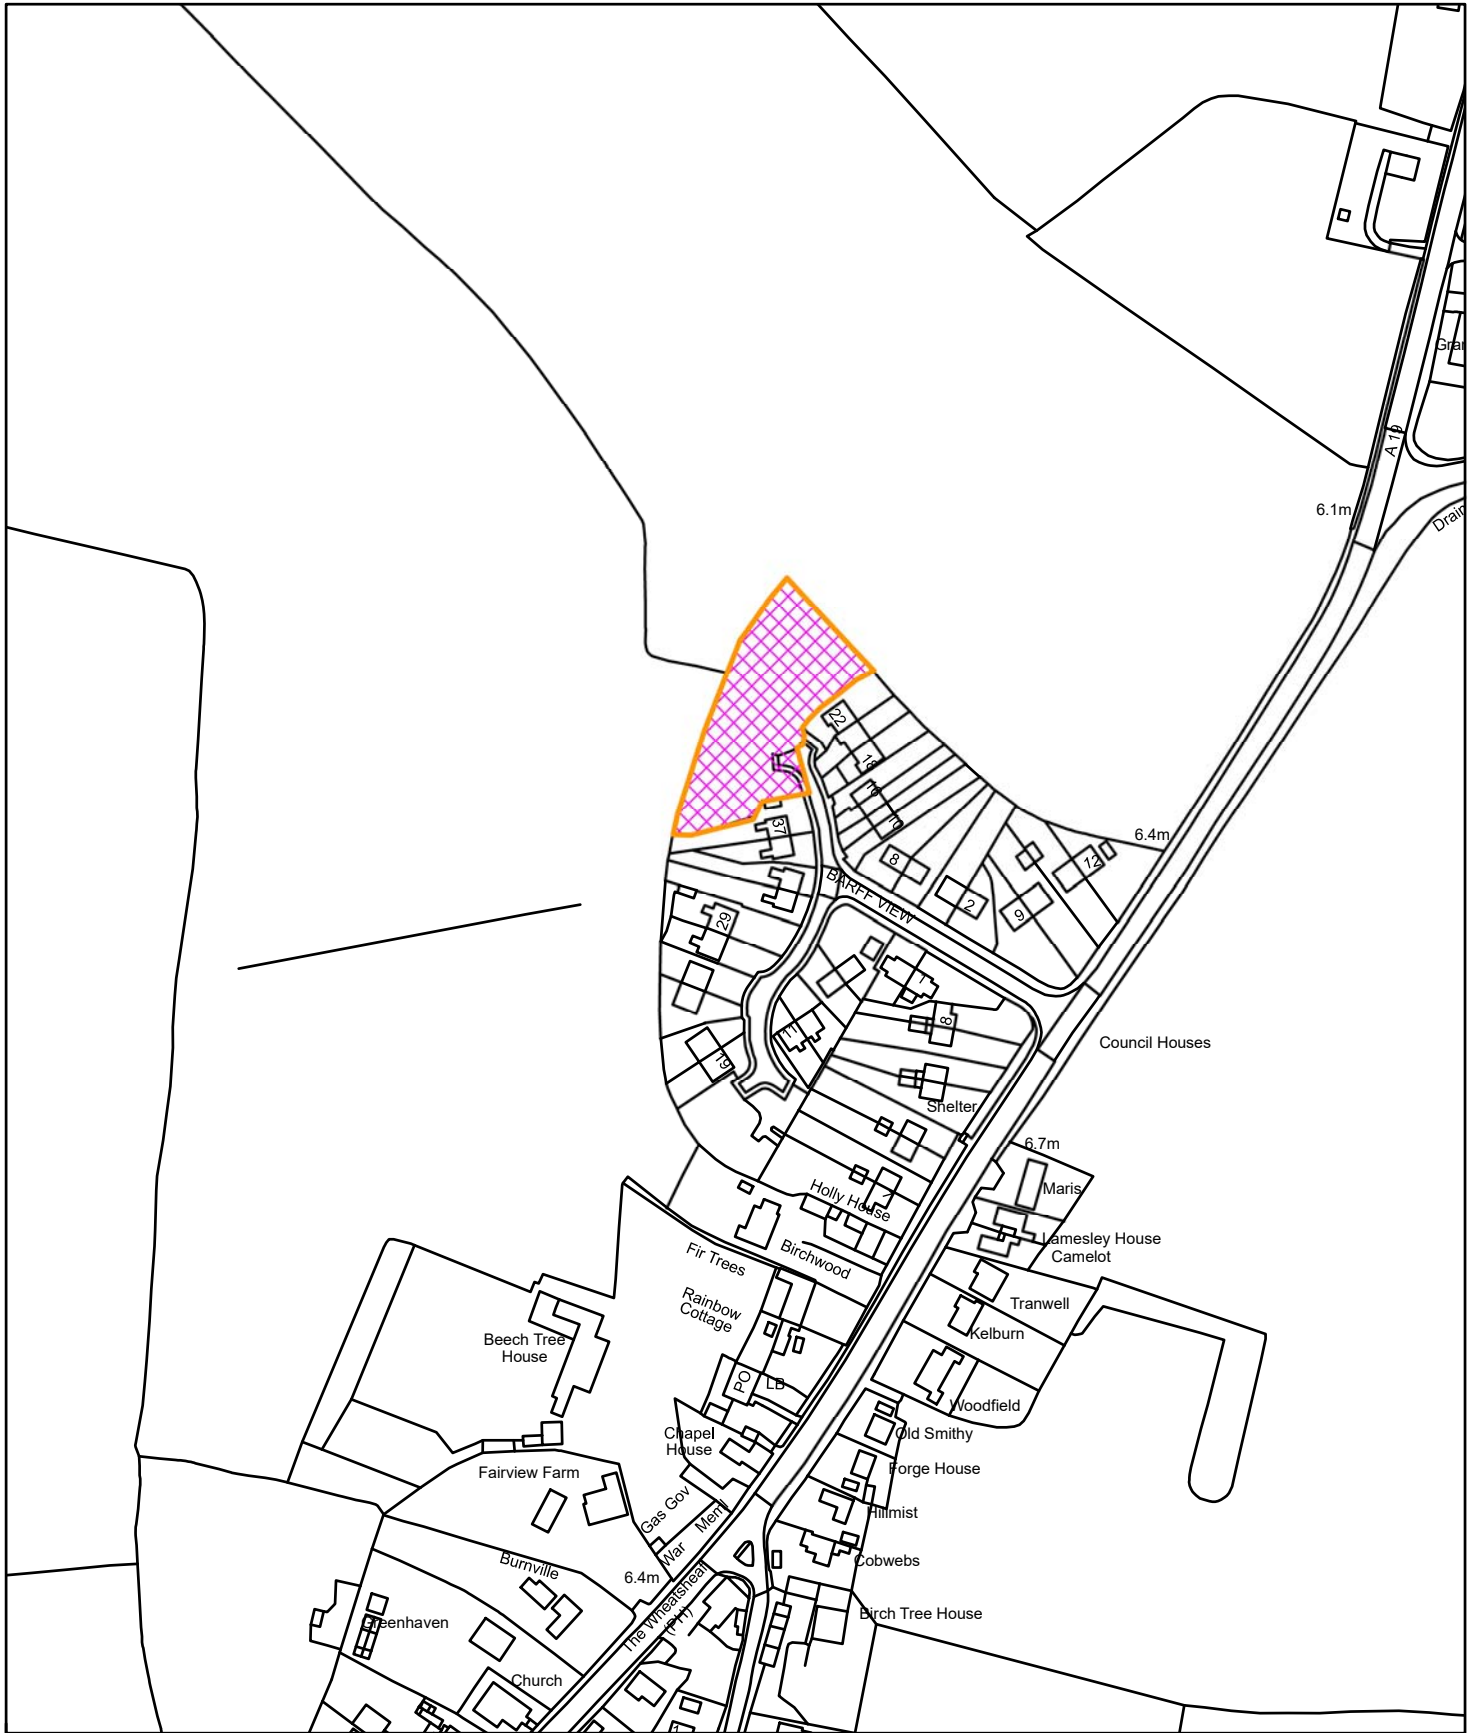 Gran
A 19
6.1m
Drain
22
18
16
10
6.4m
37
8
12
BARFF VIEW
2
9
29
1
8
11
Council Houses
19
Shelter
6.7m
Maris
7
Holly House
Lamesley House
Camelot
Fir Trees
Birchwood
Tranwell
Rainbow
Cottage
Kelburn
Beech Tree
House
PO
LB
Woodfield
Old Smithy
Chapel
House
Forge House
Fairview Farm
Gas Gov
War Meml
Hillmist
Cobwebs
Burnville
6.4m
The Wheatsheaf
(PH)
Birch Tree House
Greenhaven
Church
1